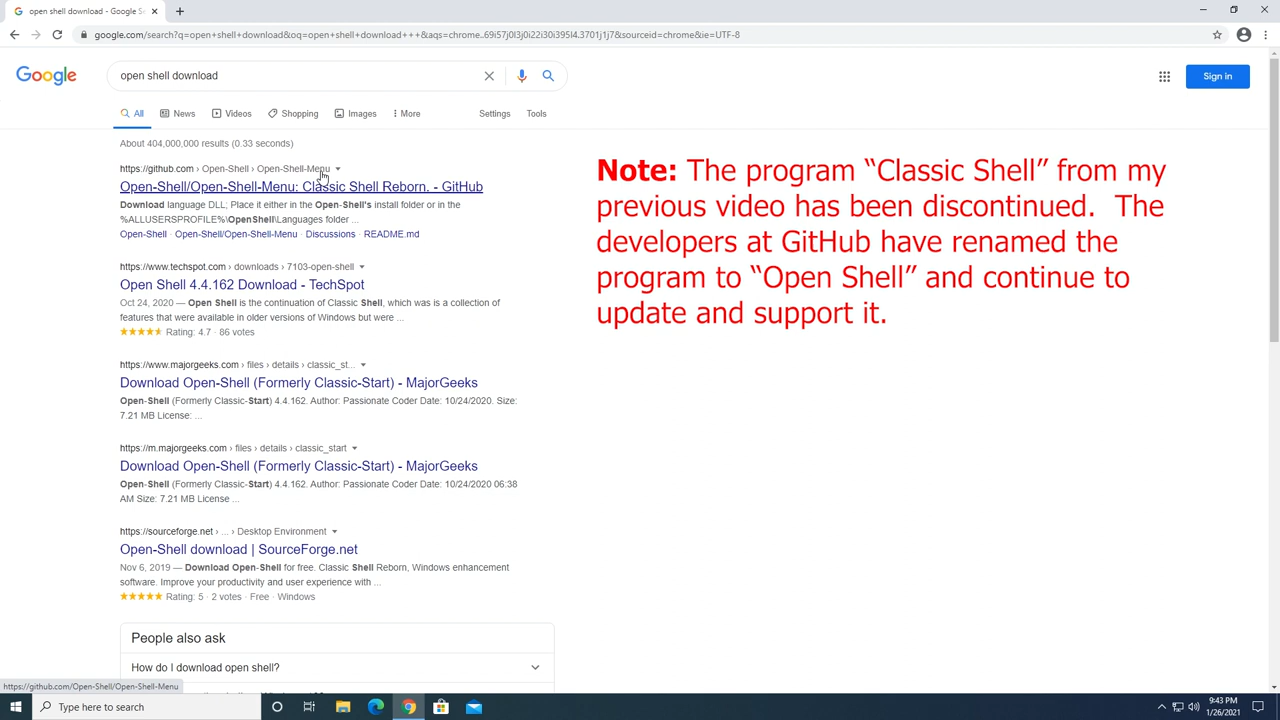 open shell download - Google S
google.com/search?q=open+shell+download&oq=open+shell+download+++&aqs=chrome..69i57j0l3j0i22i30i395l4.3701j1j7&sourceid=chrome&ie=UTF-8
Google
open shell download
Sign in
All News Videos Shopping Images More Settings Tools
About 404,000,000 results (0.33 seconds)
https://github.com › Open-Shell › Open-Shell-Menu
Open-Shell/Open-Shell-Menu: Classic Shell Reborn. - GitHub
Download language DLL; Place it either in the Open-Shell's install folder or in the
%ALLUSERSPROFILE%\OpenShell\Languages folder ...
Open-Shell · Open-Shell/Open-Shell-Menu · Discussions · README.md
https://www.techspot.com › downloads › 7103-open-shell
Open Shell 4.4.162 Download - TechSpot
Oct 24, 2020 — Open Shell is the continuation of Classic Shell, which was is a collection of
features that were available in older versions of Windows but were ...
Rating: 4.7 · 86 votes
https://www.majorgeeks.com › files › details › classic_st...
Download Open-Shell (Formerly Classic-Start) - MajorGeeks
Open-Shell (Formerly Classic-Start) 4.4.162. Author: Passionate Coder Date: 10/24/2020. Size:
7.21 MB License: ...
https://m.majorgeeks.com › files › details › classic_start
Download Open-Shell (Formerly Classic-Start) - MajorGeeks
Open-Shell (Formerly Classic-Start) 4.4.162. Author: Passionate Coder Date: 10/24/2020 06:38
AM Size: 7.21 MB License ...
https://sourceforge.net › ... › Desktop Environment
Open-Shell download | SourceForge.net
Nov 6, 2019 — Download Open-Shell for free. Classic Shell Reborn, Windows enhancement
software. Improve your productivity and user experience with ...
Rating: 5 · 2 votes · Free · Windows
People also ask
How do I download open shell?
Note: The program “Classic Shell” from my
previous video has been discontinued. The
developers at GitHub have renamed the
program to “Open Shell” and continue to
update and support it.
https://github.com/Open-Shell/Open-Shell-Menu
Type here to search
9:43 PM
1/26/2021